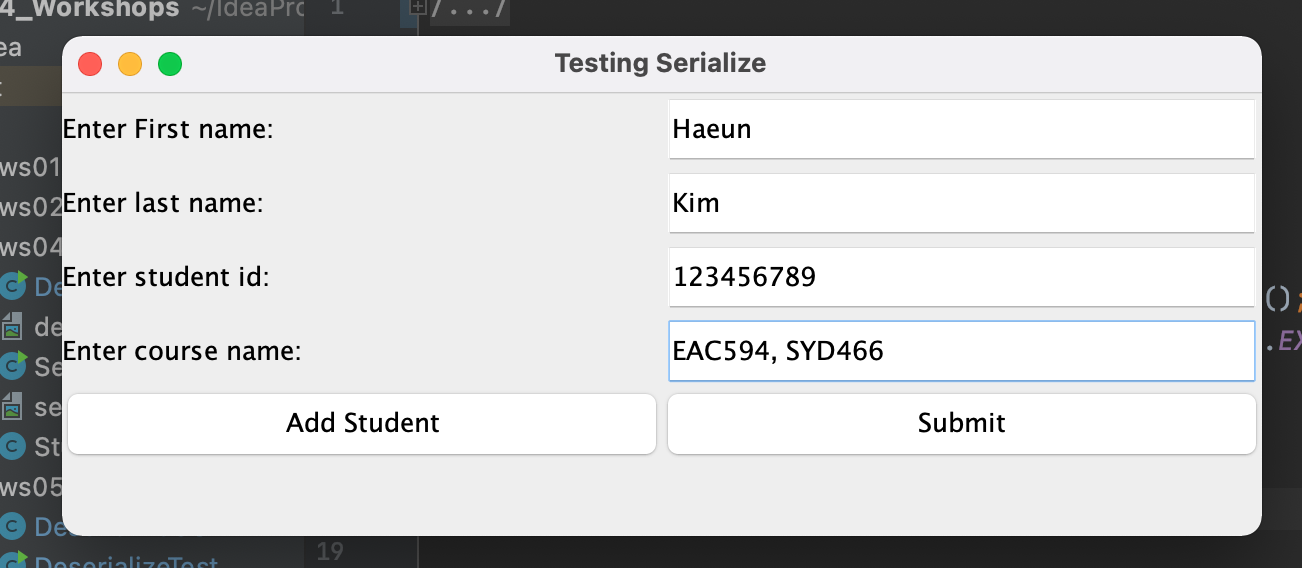 4_Workshops ~/IdeaPro
1
/.../
ea
Testing Serialize
Enter First name:
Haeun
ws01
Enter last name:
Kim
ws02
ws04
Enter student id:
123456789
De
();
de
Enter course name:
EAC594, SYD466
.EX
Se
se
Add Student
Submit
St
ws05
De
19
DeserializeTest